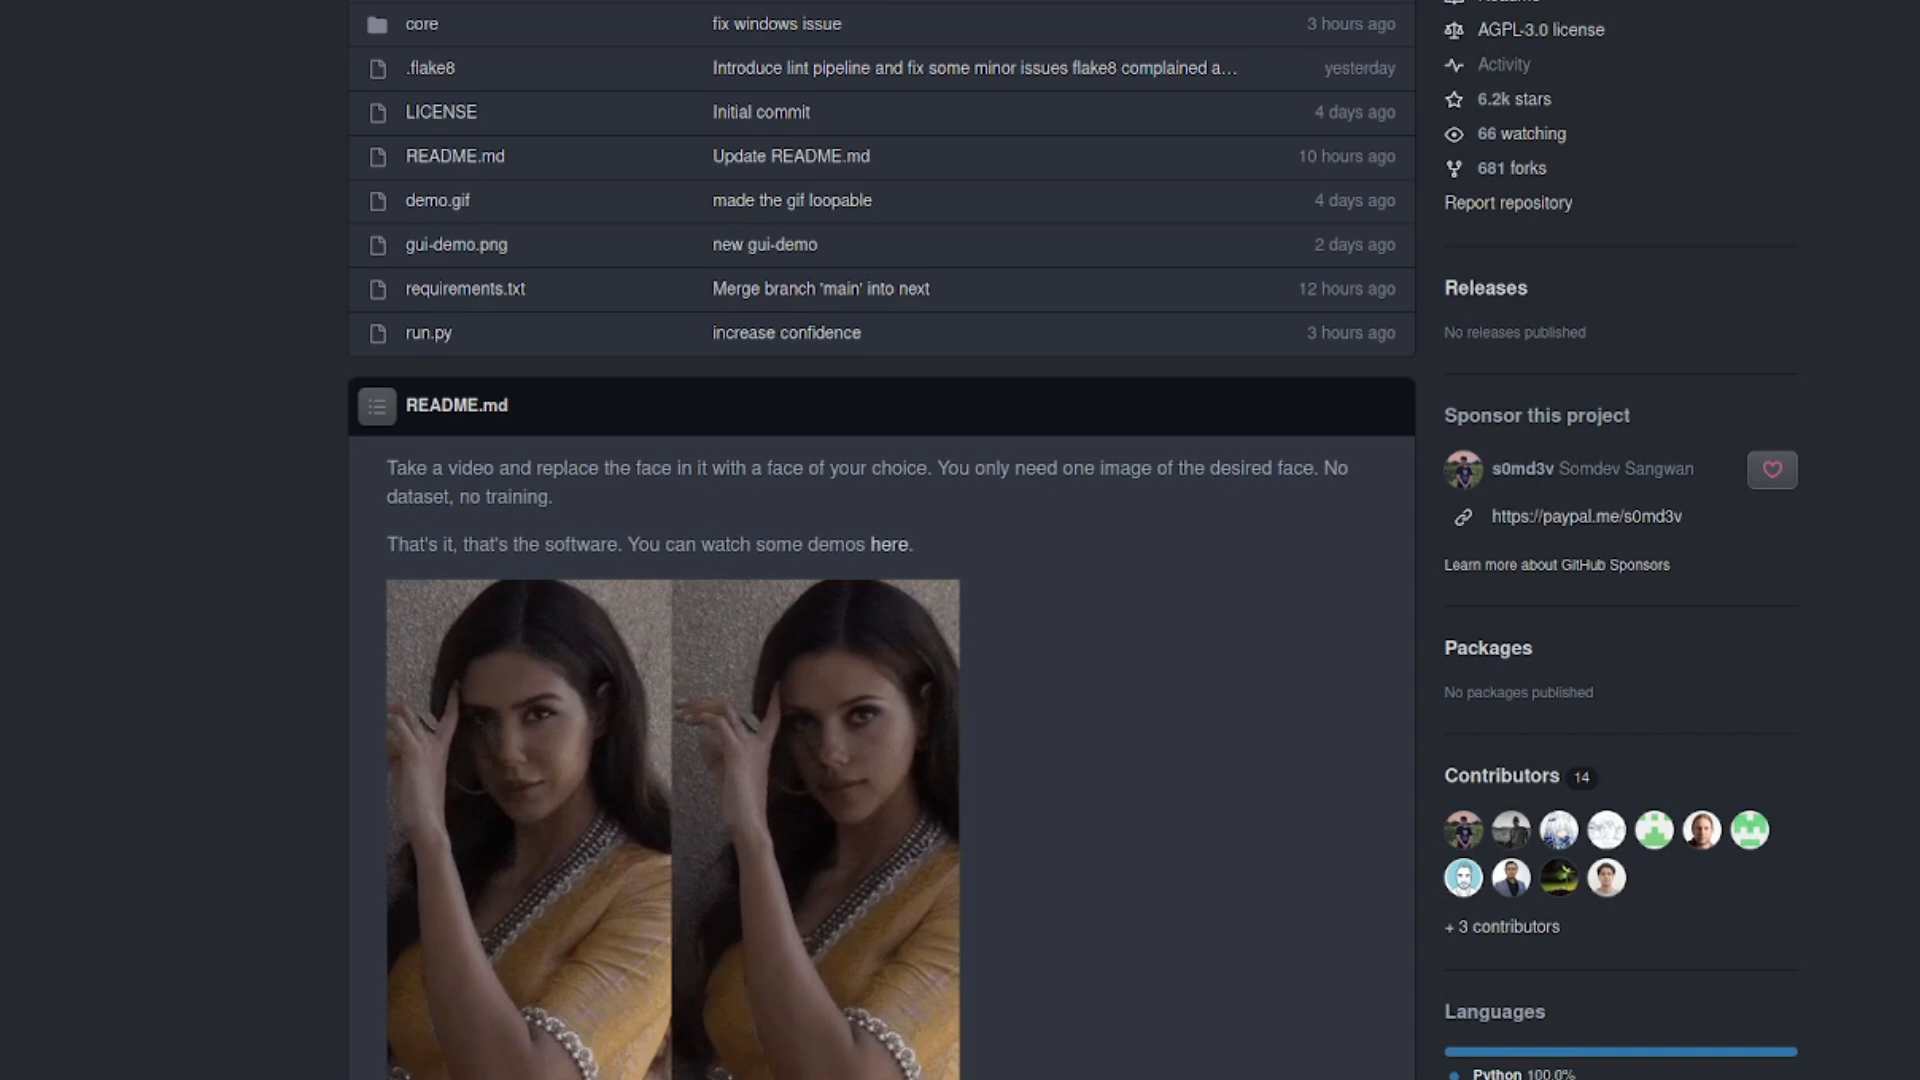 core fix windows issue 3 hours ago
.flake8 Introduce lint pipeline and fix some minor issues flake8 complained a... yesterday
LICENSE Initial commit 4 days ago
README.md Update README.md 10 hours ago
demo.gif made the gif loopable 4 days ago
gui-demo.png new gui-demo 2 days ago
requirements.txt Merge branch 'main' into next 12 hours ago
run.py increase confidence 3 hours ago
README.md
Take a video and replace the face in it with a face of your choice. You only need one image of the desired face. No
dataset, no training.
That's it, that's the software. You can watch some demos here.
Readme
AGPL-3.0 license
Activity
6.2k stars
66 watching
681 forks
Report repository
Releases
No releases published
Sponsor this project
s0md3v Somdev Sangwan
https://paypal.me/s0md3v
Learn more about GitHub Sponsors
Packages
No packages published
Contributors 14
+ 3 contributors
Languages
Python 100.0%